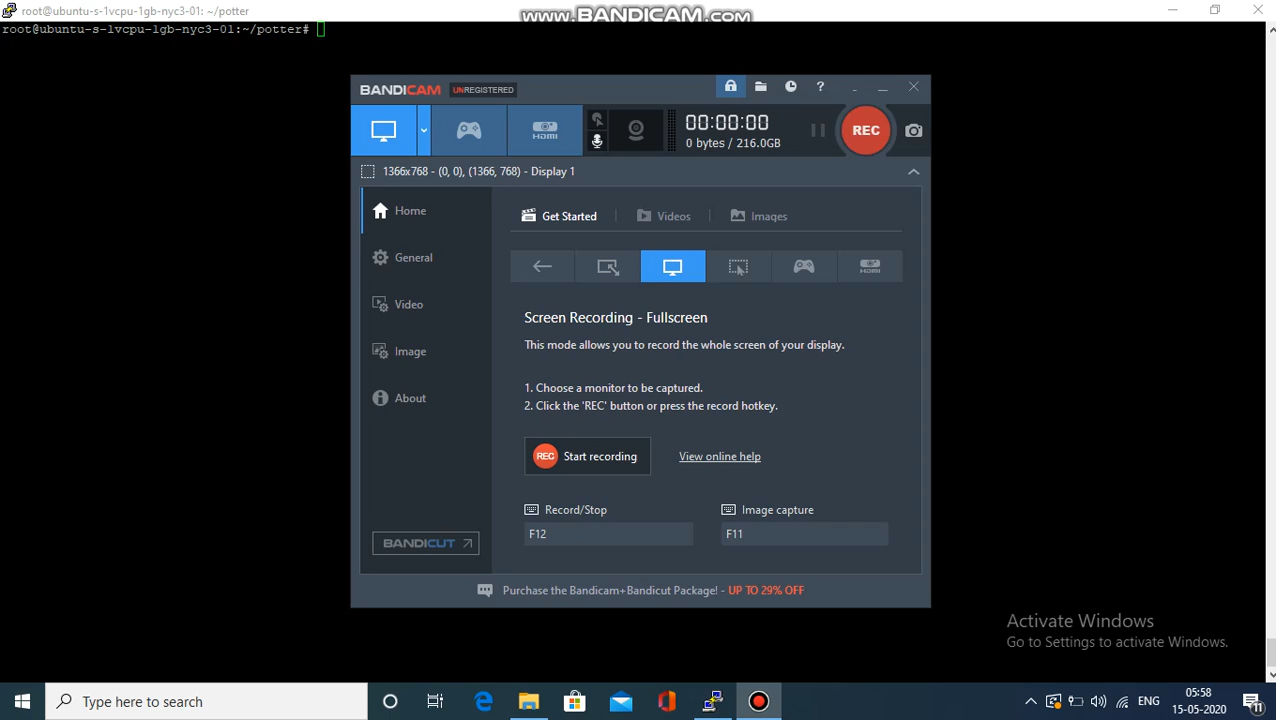 root@ubuntu-s-1vcpu-1gb-nyc3-01: ~/potter
www.BANDICAM.com
root@ubuntu-s-1vcpu-1gb-nyc3-01:~/potter#
BANDICAM UNREGISTERED
?
HDMI
00:00:00
0 bytes / 216.0GB
REC
1366x768 - (0, 0), (1366, 768) - Display 1
Home
General
Video
Image
About
BANDICUT
Get Started
Videos
Images
HDMI
Screen Recording - Fullscreen
This mode allows you to record the whole screen of your display.
1. Choose a monitor to be captured.
2. Click the 'REC' button or press the record hotkey.
REC Start recording
View online help
Record/Stop
Image capture
F12
F11
Purchase the Bandicam+Bandicut Package! - UP TO 29% OFF
Activate Windows
Go to Settings to activate Windows.
Type here to search
ENG
05:58
15-05-2020
11